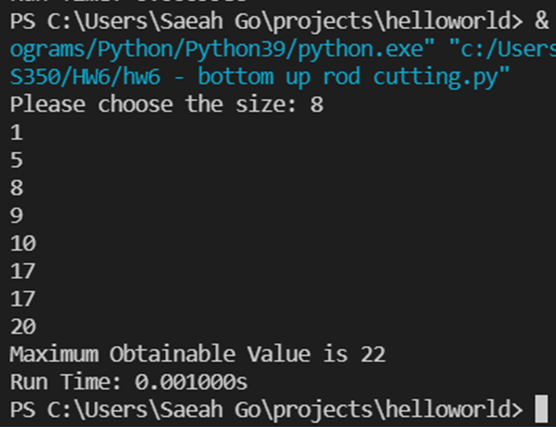 PS C:\Users\Saeah Go\projects\helloworld> &
ograms/Python/Python39/python.exe" "c:/Users
S350/HW6/hw6 - bottom up rod cutting.py"
Please choose the size: 8
1
5
8
9
10
17
17
20
Maximum Obtainable Value is 22
Run Time: 0.001000s
PS C:\Users\Saeah Go\projects\helloworld>